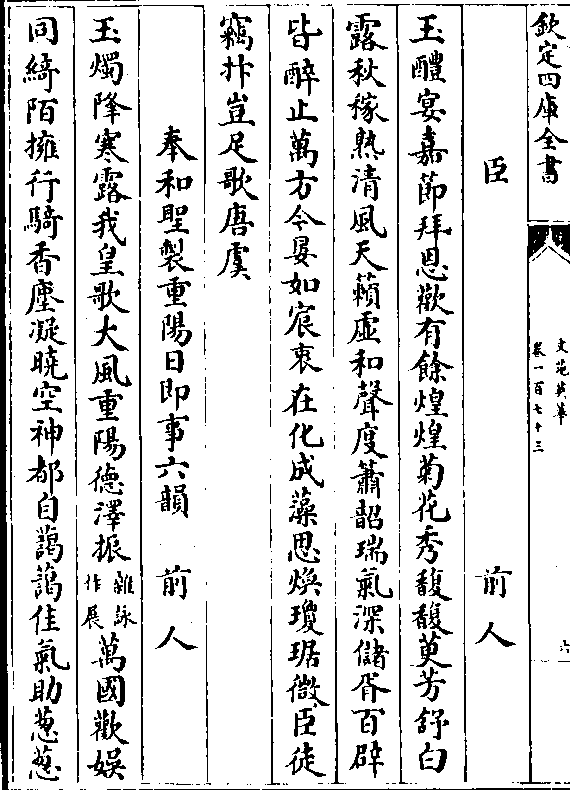 欽定四庫全書
文苑英華
卷一百七十三
六
臣　前人
玉醴宴嘉節拜恩歡有餘煌煌菊花秀馥馥萸芳舒白
露秋稼熟清風天籟虛和聲度簫韶瑞氣深儲胥百辟
皆醉止萬方今晏如宸衷在化成藻思煥瓊琚微臣徒
竊抃豈足歌唐虞
奉和聖製重陽日即事六韻　前人
玉燭降寒露我皇歌大風重陽德澤振雜詠作展萬國歡娛
同綺陌擁行騎香塵凝曉空神都自藹藹佳氣助葱葱